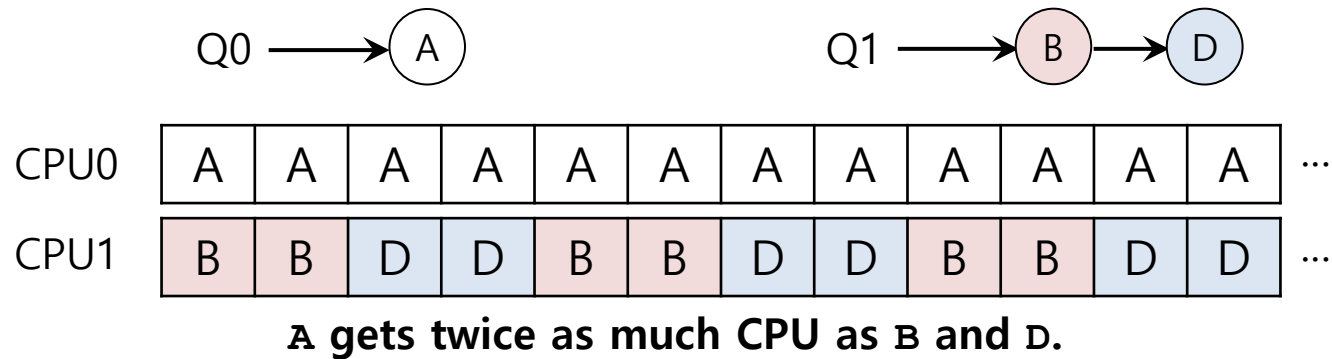 Q0 A Q1 B D
CPU0 A A A A A A A A A A A A ...
CPU1 B B D D B B D D B B D D ...
A gets twice as much CPU as B and D.